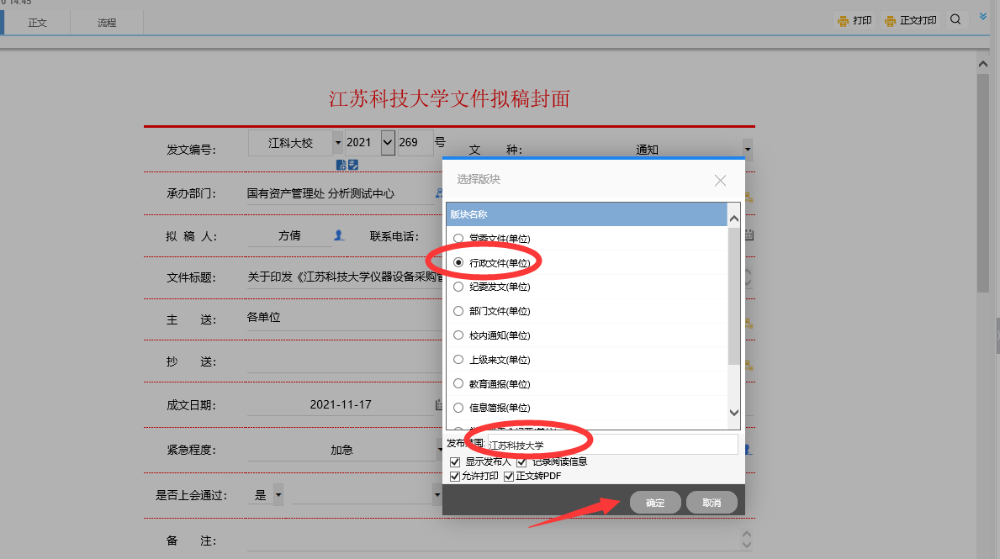 0 14:45
正文 流程 打印 正文打印
江苏科技大学文件拟稿封面
发文编号: 江科大校 2021 269 号 文 种: 通知
选择版块
承办部门: 国有资产管理处 分析测试中心
版块名称
拟 稿 人: 方倩 联系电话:
党委文件(单位)
行政文件(单位)
文件标题: 关于印发《江苏科技大学仪器设备采购管
纪委发文(单位)
部门文件(单位)
主 送: 各单位
校内通知(单位)
抄 送:
上级来文(单位)
教育通报(单位)
成文日期: 2021-11-17
信息简报(单位)
发布范围: 江苏科技大学
紧急程度: 加急
显示发布人 记录阅读信息
允许打印 正文转PDF
是否上会通过: 是
确定 取消
备 注: